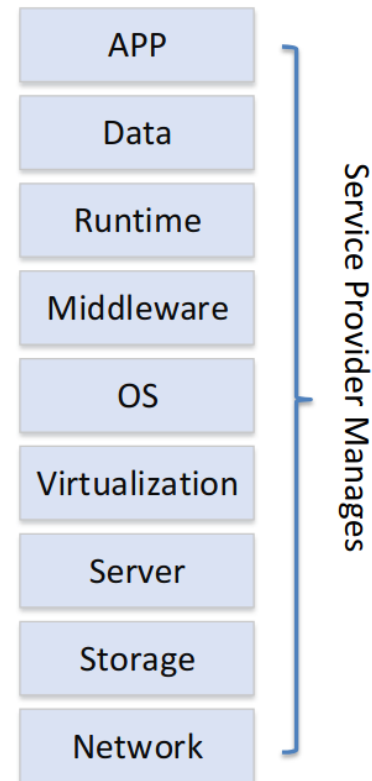 APP
Data
Runtime
Middleware
OS
Virtualization
Server
Storage
Network
Service Provider Manages